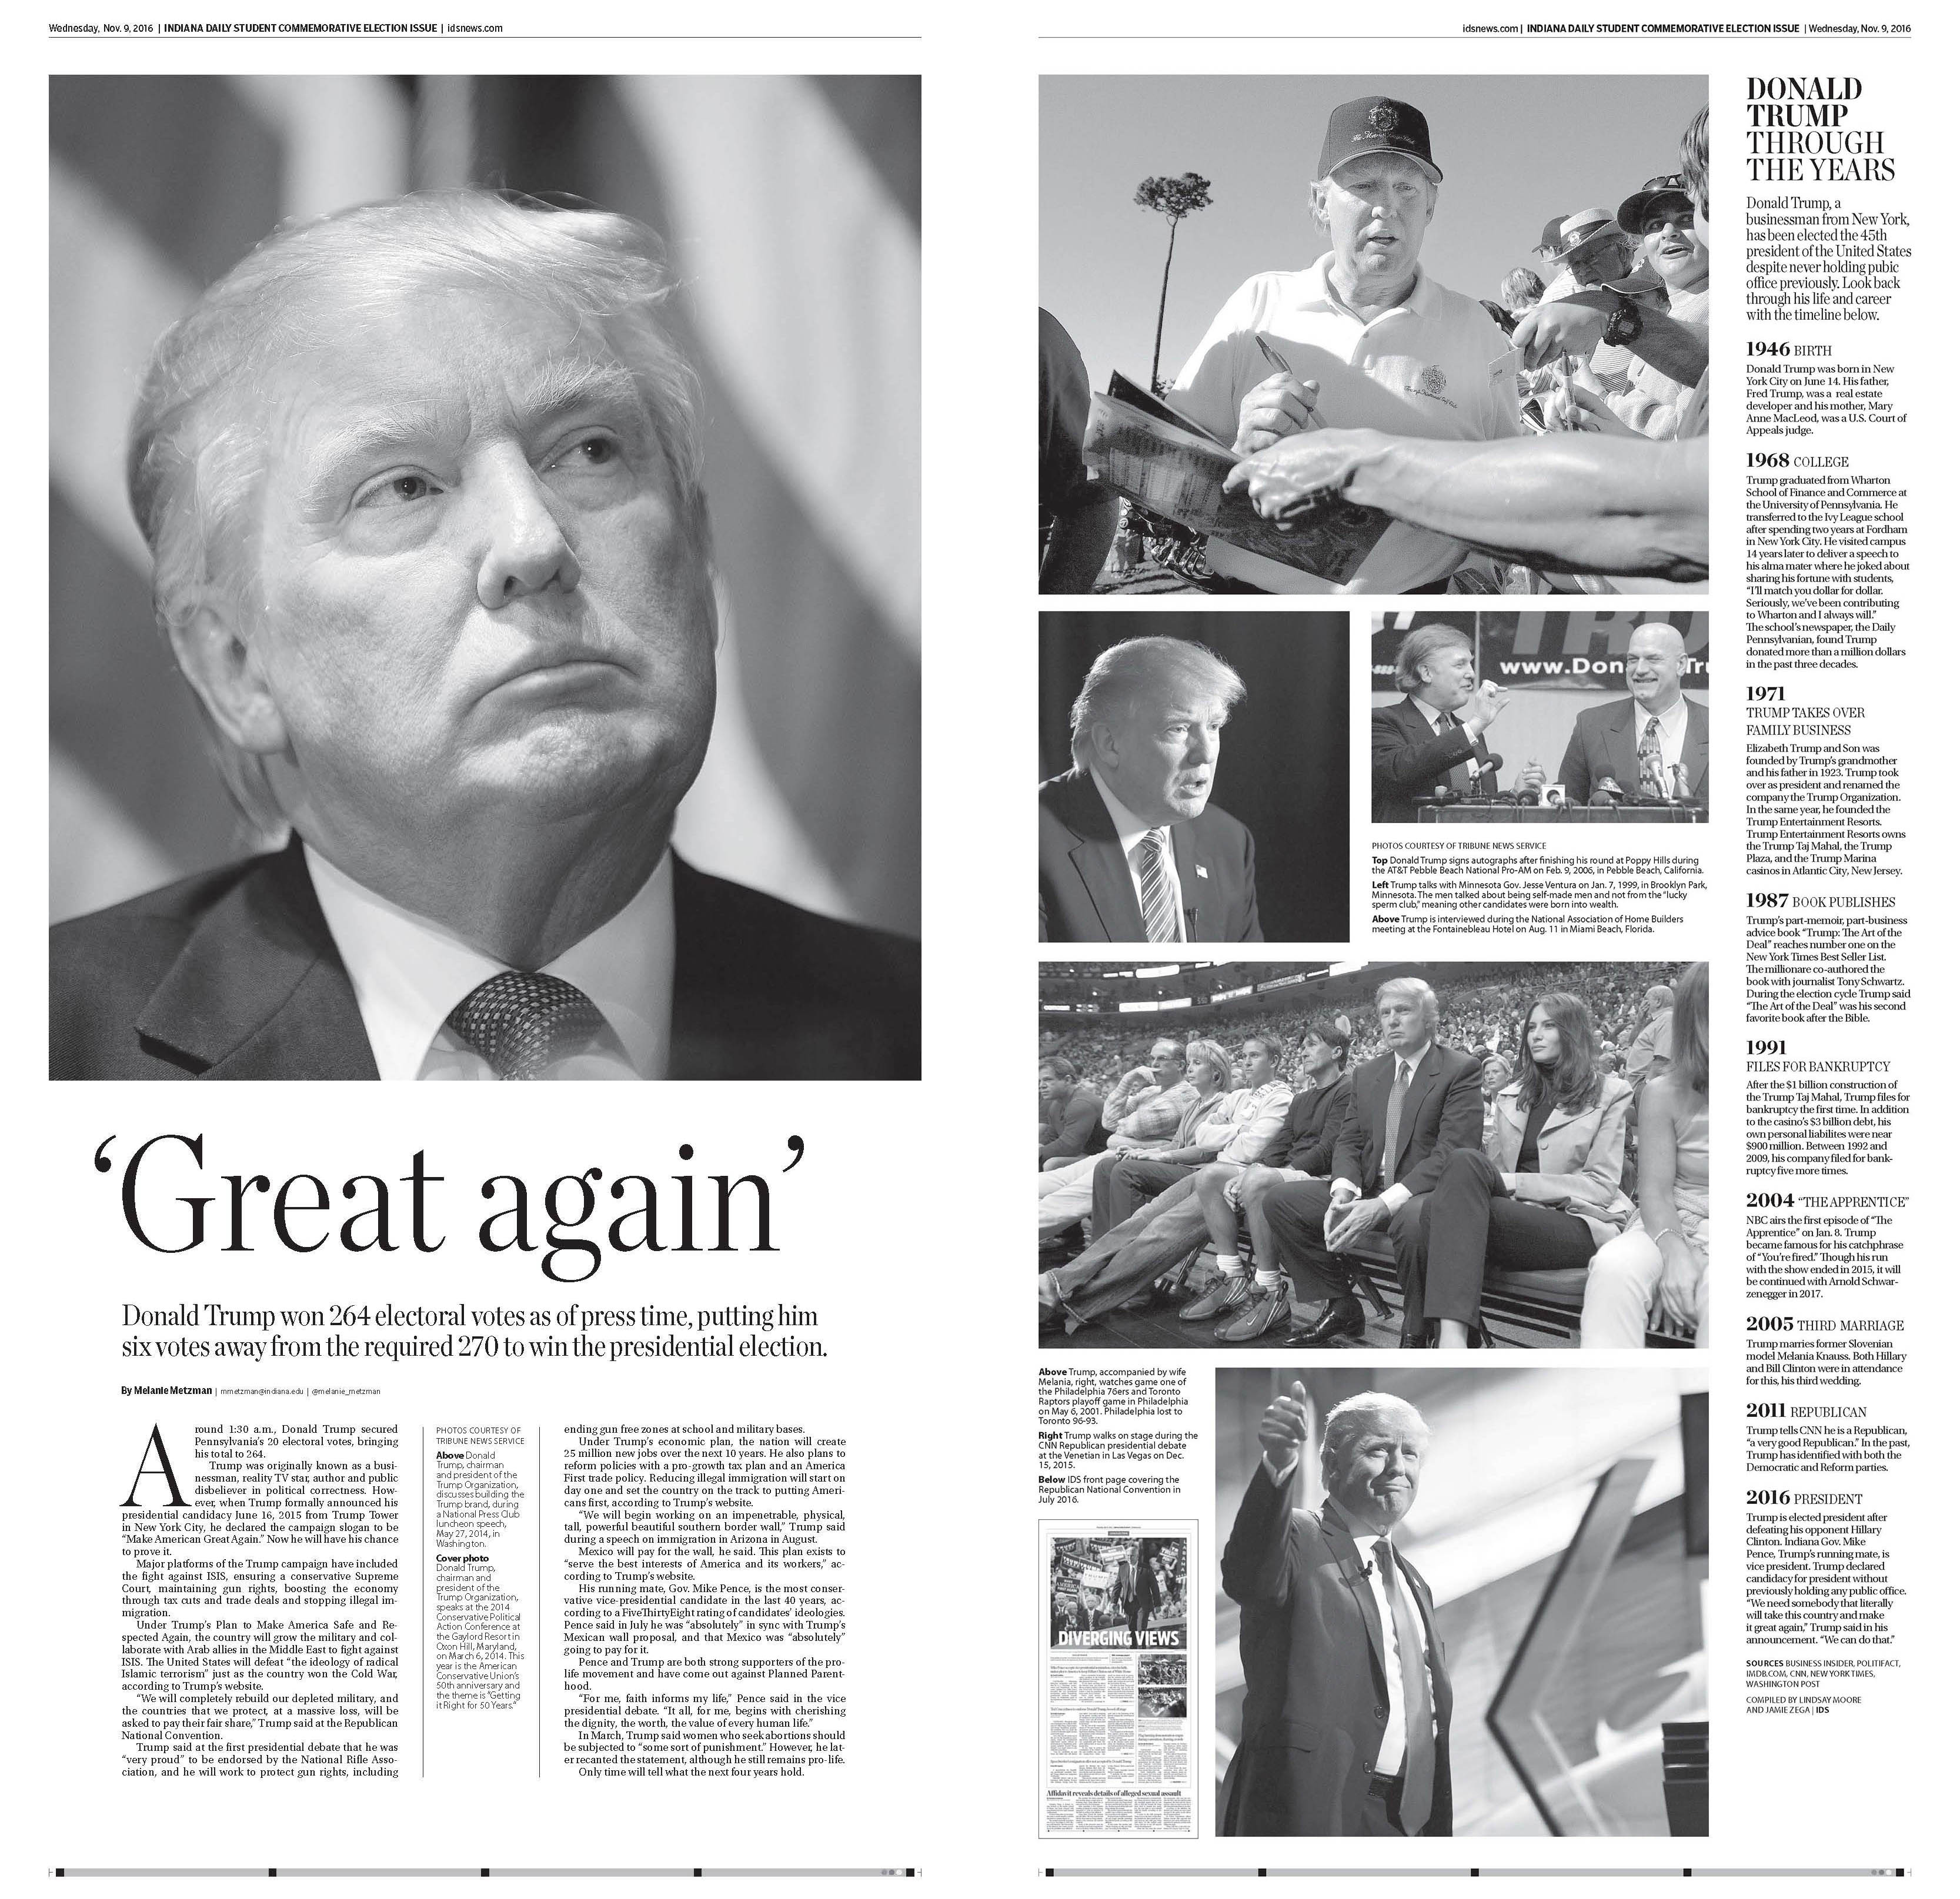 Wednesday, Nov. 9, 2016 | INDIANA DAILY STUDENT COMMEMORATIVE ELECTION ISSUE | idsnews.com
‘Great again’
Donald Trump won 264 electoral votes as of press time, putting him
six votes away from the required 270 to win the presidential election.
By Melanie Metzman | mmetzman@indiana.edu | @melanie_metzman
Around 1:30 a.m., Donald Trump secured
Pennsylvania’s 20 electoral votes, bringing
his total to 264.
Trump was originally known as a busi-
nessman, reality TV star, author and public
disbeliever in political correctness. How-
ever, when Trump formally announced his
presidential candidacy June 16, 2015 from Trump Tower
in New York City, he declared the campaign slogan to be
“Make American Great Again.” Now he will have his chance
to prove it.
Major platforms of the Trump campaign have included
the fight against ISIS, ensuring a conservative Supreme
Court, maintaining gun rights, boosting the economy
through tax cuts and trade deals and stopping illegal im-
migration.
Under Trump’s Plan to Make America Safe and Re-
spected Again, the country will grow the military and col-
laborate with Arab allies in the Middle East to fight against
ISIS. The United States will defeat “the ideology of radical
Islamic terrorism” just as the country won the Cold War,
according to Trump’s website.
“We will completely rebuild our depleted military, and
the countries that we protect, at a massive loss, will be
asked to pay their fair share,” Trump said at the Republican
National Convention.
Trump said at the first presidential debate that he was
“very proud” to be endorsed by the National Rifle Asso-
ciation, and he will work to protect gun rights, including
PHOTOS COURTESY OF
TRIBUNE NEWS SERVICE
Above Donald
Trump, chairman
and president of the
Trump Organization,
discusses building the
Trump brand, during
a National Press Club
luncheon speech,
May 27, 2014, in
Washington.
Cover photo
Donald Trump,
chairman and
president of the
Trump Organization,
speaks at the 2014
Conservative Political
Action Conference at
the Gaylord Resort in
Oxon Hill, Maryland,
on March 6, 2014. This
year is the American
Conservative Union’s
50th anniversary and
the theme is “Getting
it Right for 50 Years.”
ending gun free zones at school and military bases.
Under Trump’s economic plan, the nation will create
25 million new jobs over the next 10 years. He also plans to
reform policies with a pro-growth tax plan and an America
First trade policy. Reducing illegal immigration will start on
day one and set the country on the track to putting Ameri-
cans first, according to Trump’s website.
“We will begin working on an impenetrable, physical,
tall, powerful beautiful southern border wall,” Trump said
during a speech on immigration in Arizona in August.
Mexico will pay for the wall, he said. This plan exists to
“serve the best interests of America and its workers,” ac-
cording to Trump’s website.
His running mate, Gov. Mike Pence, is the most conser-
vative vice-presidential candidate in the last 40 years, ac-
cording to a FiveThirtyEight rating of candidates’ ideologies.
Pence said in July he was “absolutely” in sync with Trump’s
Mexican wall proposal, and that Mexico was “absolutely”
going to pay for it.
Pence and Trump are both strong supporters of the pro-
life movement and have come out against Planned Parent-
hood.
“For me, faith informs my life,” Pence said in the vice
presidential debate. “It all, for me, begins with cherishing
the dignity, the worth, the value of every human life.”
In March, Trump said women who seek abortions should
be subjected to “some sort of punishment.” However, he lat-
er recanted the statement, although he still remains pro-life.
Only time will tell what the next four years hold.
idsnews.com | INDIANA DAILY STUDENT COMMEMORATIVE ELECTION ISSUE | Wednesday, Nov. 9, 2016
www.Don
PHOTOS COURTESY OF TRIBUNE NEWS SERVICE
Top Donald Trump signs autographs after finishing his round at Poppy Hills during
the AT&T Pebble Beach National Pro-AM on Feb. 9, 2006, in Pebble Beach, California.
Left Trump talks with Minnesota Gov. Jesse Ventura on Jan. 7, 1999, in Brooklyn Park,
Minnesota. The men talked about being self-made men and not from the “lucky
sperm club,” meaning other candidates were born into wealth.
Above Trump is interviewed during the National Association of Home Builders
meeting at the Fontainebleau Hotel on Aug. 11 in Miami Beach, Florida.
Above Trump, accompanied by wife
Melania, right, watches game one of
the Philadelphia 76ers and Toronto
Raptors playoff game in Philadelphia
on May 6, 2001. Philadelphia lost to
Toronto 96-93.
Right Trump walks on stage during the
CNN Republican presidential debate
at the Venetian in Las Vegas on Dec.
15, 2015.
Below IDS front page covering the
Republican National Convention in
July 2016.
DIVERGING VIEWS
Affidavit reveals details of alleged sexual assault
DONALD
TRUMP
THROUGH
THE YEARS
Donald Trump, a
businessman from New York,
has been elected the 45th
president of the United States
despite never holding pubic
office previously. Look back
through his life and career
with the timeline below.
1946 BIRTH
Donald Trump was born in New
York City on June 14. His father,
Fred Trump, was a real estate
developer and his mother, Mary
Anne MacLeod, was a U.S. Court of
Appeals judge.
1968 COLLEGE
Trump graduated from Wharton
School of Finance and Commerce at
the University of Pennsylvania. He
transferred to the Ivy League school
after spending two years at Fordham
in New York City. He visited campus
14 years later to deliver a speech to
his alma mater where he joked about
sharing his fortune with students,
“I’ll match you dollar for dollar.
Seriously, we’ve been contributing
to Wharton and I always will.”
The school’s newspaper, the Daily
Pennsylvanian, found Trump
donated more than a million dollars
in the past three decades.
1971
TRUMP TAKES OVER
FAMILY BUSINESS
Elizabeth Trump and Son was
founded by Trump’s grandmother
and his father in 1923. Trump took
over as president and renamed the
company the Trump Organization.
In the same year, he founded the
Trump Entertainment Resorts.
Trump Entertainment Resorts owns
the Trump Taj Mahal, the Trump
Plaza, and the Trump Marina
casinos in Atlantic City, New Jersey.
1987 BOOK PUBLISHES
Trump’s part-memoir, part-business
advice book “Trump: The Art of the
Deal” reaches number one on the
New York Times Best Seller List.
The millionare co-authored the
book with journalist Tony Schwartz.
During the election cycle Trump said
“The Art of the Deal” was his second
favorite book after the Bible.
1991
FILES FOR BANKRUPTCY
After the $1 billion construction of
the Trump Taj Mahal, Trump files for
bankruptcy the first time. In addition
to the casino’s $3 billion debt, his
own personal liabilites were near
$900 million. Between 1992 and
2009, his company filed for bank-
ruptcy five more times.
2004 “THE APPRENTICE”
NBC airs the first episode of “The
Apprentice” on Jan. 8. Trump
became famous for his catchphrase
of “You’re fired.” Though his run
with the show ended in 2015, it will
be continued with Arnold Schwar-
zenegger in 2017.
2005 THIRD MARRIAGE
Trump marries former Slovenian
model Melania Knauss. Both Hillary
and Bill Clinton were in attendance
for this, his third wedding.
2011 REPUBLICAN
Trump tells CNN he is a Republican,
“a very good Republican.” In the past,
Trump has identified with both the
Democratic and Reform parties.
2016 PRESIDENT
Trump is elected president after
defeating his opponent Hillary
Clinton. Indiana Gov. Mike
Pence, Trump’s running mate, is
vice president. Trump declared
candidacy for president without
previously holding any public office.
“We need somebody that literally
will take this country and make
it great again,” Trump said in his
announcement. “We can do that.”
SOURCES BUSINESS INSIDER, POLITIFACT,
IMDB.COM, CNN, NEW YORK TIMES,
WASHINGTON POST
COMPILED BY LINDSAY MOORE
AND JAMIE ZEGA | IDS